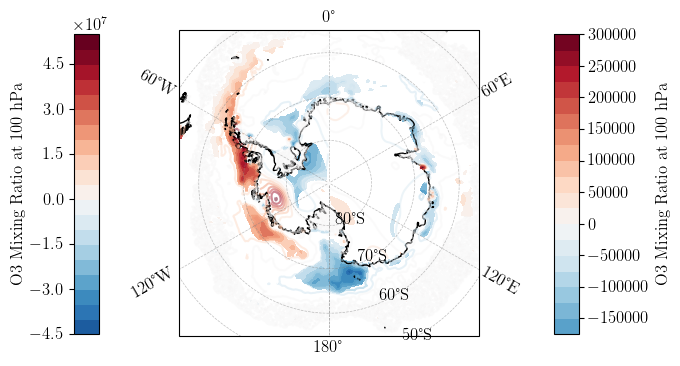 ×10⁷
4.5
3.0
1.5
0.0
−1.5
−3.0
−4.5
O3 Mixing Ratio at 100 hPa
0°
60°W
60°E
120°W
120°E
180°
80°S
70°S
60°S
50°S
300000
250000
200000
150000
100000
50000
0
−50000
−100000
−150000
O3 Mixing Ratio at 100 hPa